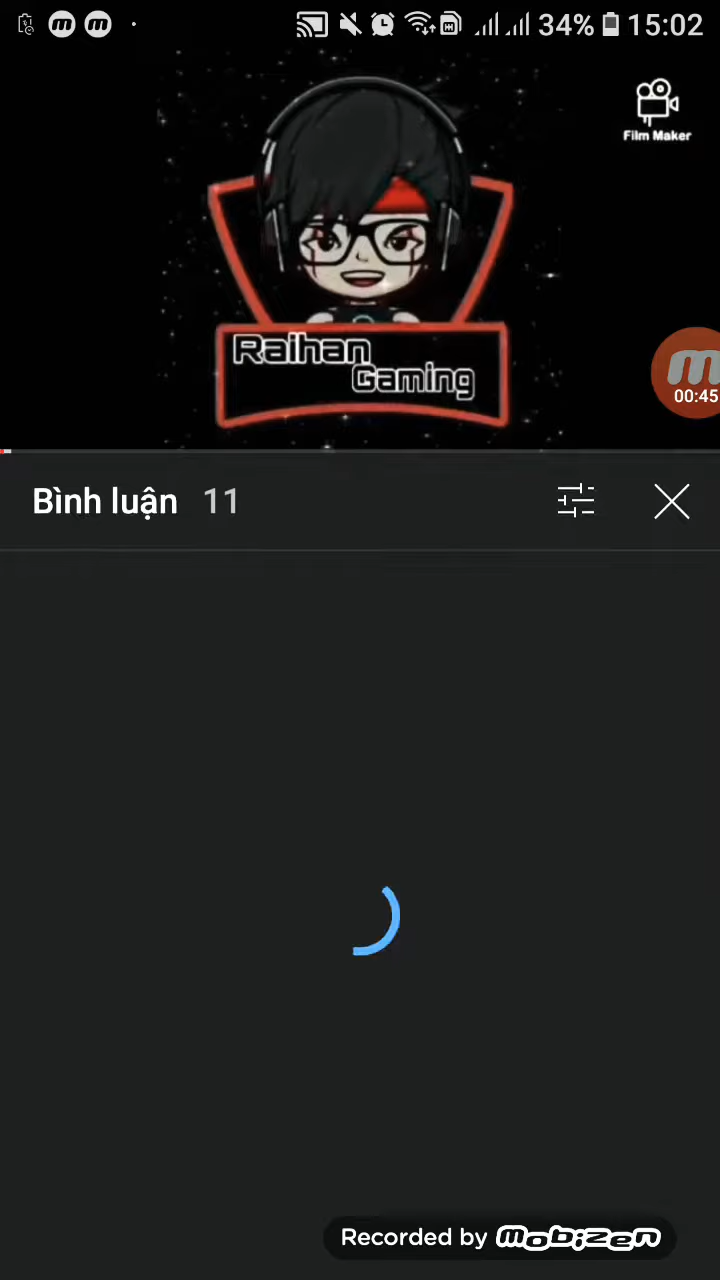 34% 15:02
Film Maker
Raihan
Gaming
00:45
Bình luận 11
Recorded by mobizen